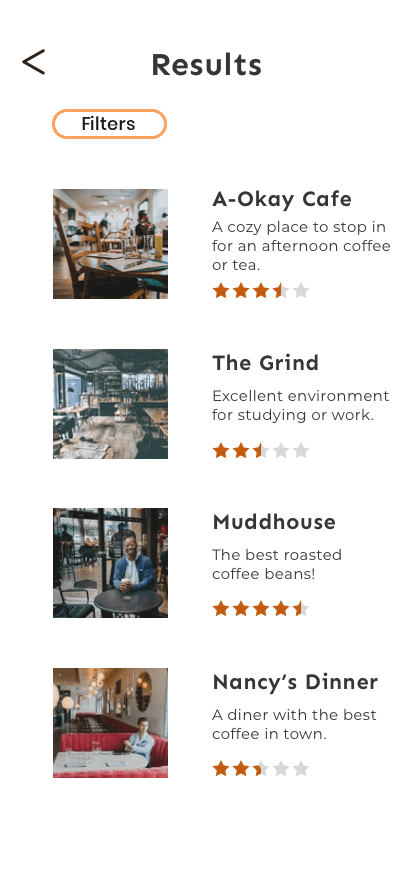 Results
Filters
A-Okay Cafe
A cozy place to stop in
for an afternoon coffee
or tea.
The Grind
Excellent environment
for studying or work.
Muddhouse
The best roasted
coffee beans!
Nancy’s Dinner
A diner with the best
coffee in town.